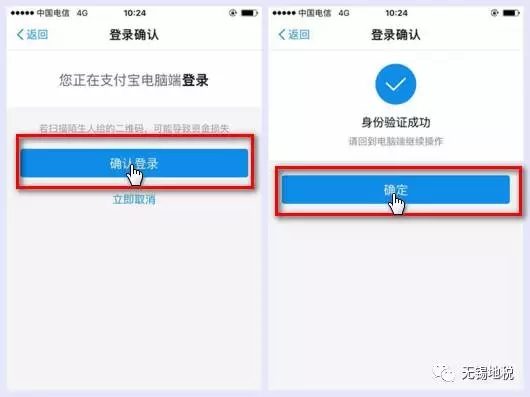 中国电信 4G 10:24
返回 登录确认
您正在支付宝电脑端登录
若扫描陌生人给的二维码，可能导致资金损失
确认登录
立即取消
中国电信 4G 10:24
返回 登录确认
身份验证成功
请回到电脑端继续操作
确定
无锡地税